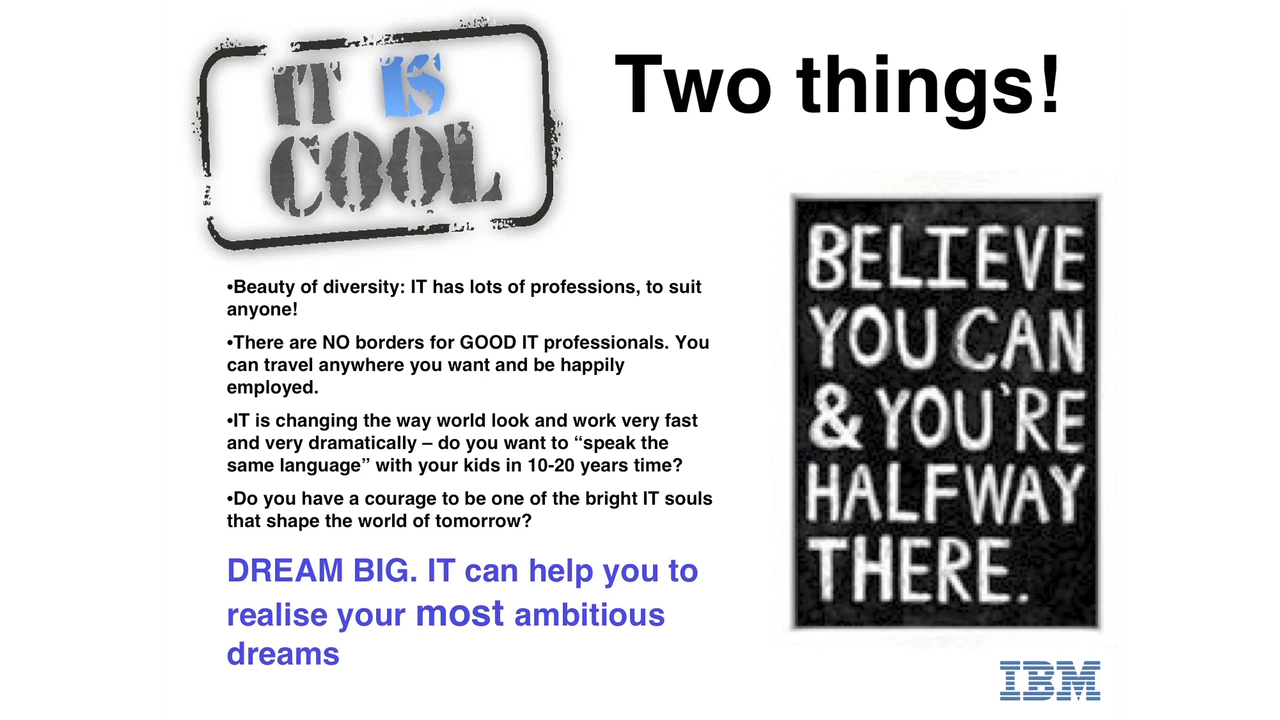 IT IS
COOL
Two things!
•Beauty of diversity: IT has lots of professions, to suit
anyone!
•There are NO borders for GOOD IT professionals. You
can travel anywhere you want and be happily
employed.
•IT is changing the way world look and work very fast
and very dramatically – do you want to “speak the
same language” with your kids in 10-20 years time?
•Do you have a courage to be one of the bright IT souls
that shape the world of tomorrow?
DREAM BIG. IT can help you to
realise your most ambitious
dreams
BELIEVE
YOU CAN
& YOU'RE
HALFWAY
THERE.
IBM